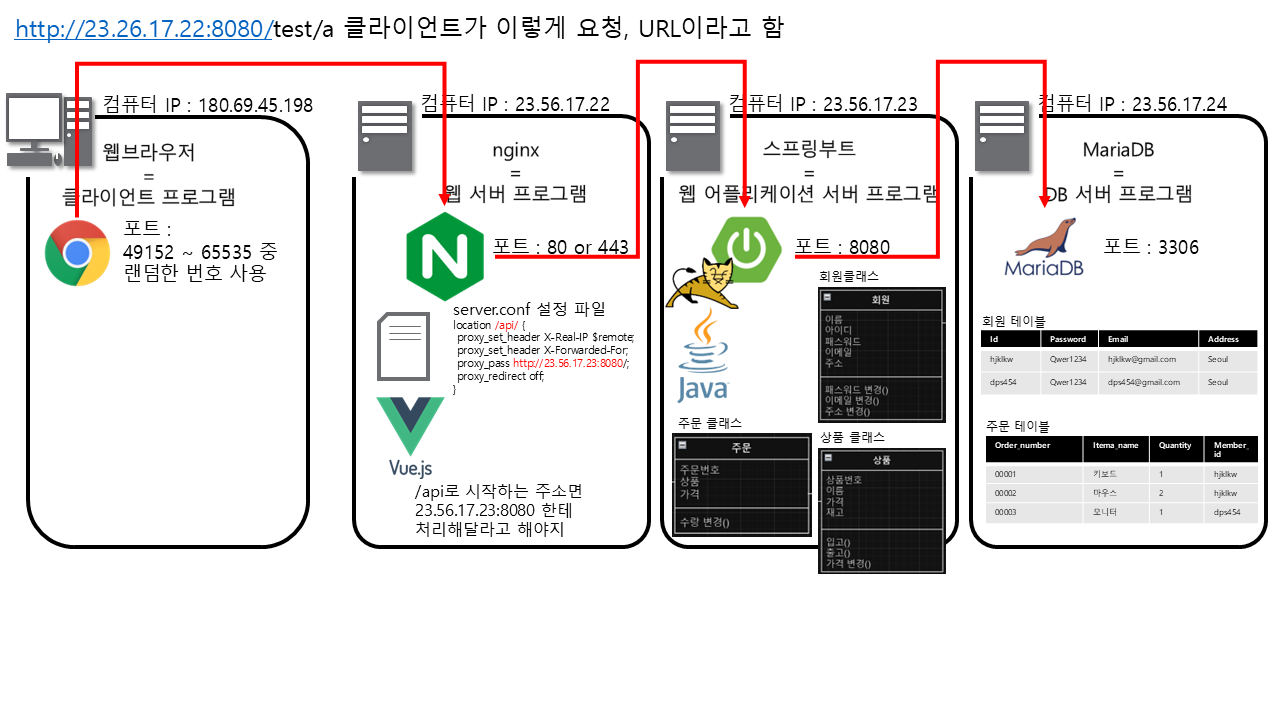 http://23.26.17.22:8080/test/a 클라이언트가 이렇게 요청, URL이라고 함
컴퓨터 IP : 180.69.45.198
웹브라우저
=
클라이언트 프로그램
포트 :
49152 ~ 65535 중
랜덤한 번호 사용
컴퓨터 IP : 23.56.17.22
nginx
=
웹 서버 프로그램
포트 : 80 or 443
server.conf 설정 파일
location /api/ {
proxy_set_header X-Real-IP $remote;
proxy_set_header X-Forwarded-For;
proxy_pass http://23.56.17.23:8080/;
proxy_redirect off;
}
Vue.js
/api로 시작하는 주소면
23.56.17.23:8080 한테
처리해달라고 해야지
컴퓨터 IP : 23.56.17.23
스프링부트
=
웹 어플리케이션 서버 프로그램
포트 : 8080
Java
회원클래스
회원
이름
아이디
패스워드
이메일
주소
패스워드 변경()
이메일 변경()
주소 변경()
주문 클래스
주문
주문번호
상품
가격
수량 변경()
상품 클래스
상품
상품번호
이름
가격
재고
입고()
출고()
가격 변경()
컴퓨터 IP : 23.56.17.24
MariaDB
=
DB 서버 프로그램
포트 : 3306
MariaDB
회원 테이블
Id Password Email Address
hjklkw Qwer1234 hjklkw@gmail.com Seoul
dps454 Qwer1234 dps454@gmail.com Seoul
주문 테이블
Order_number Itema_name Quantity Member_
id
00001 키보드 1 hjklkw
00002 마우스 2 hjklkw
00003 모니터 1 dps454